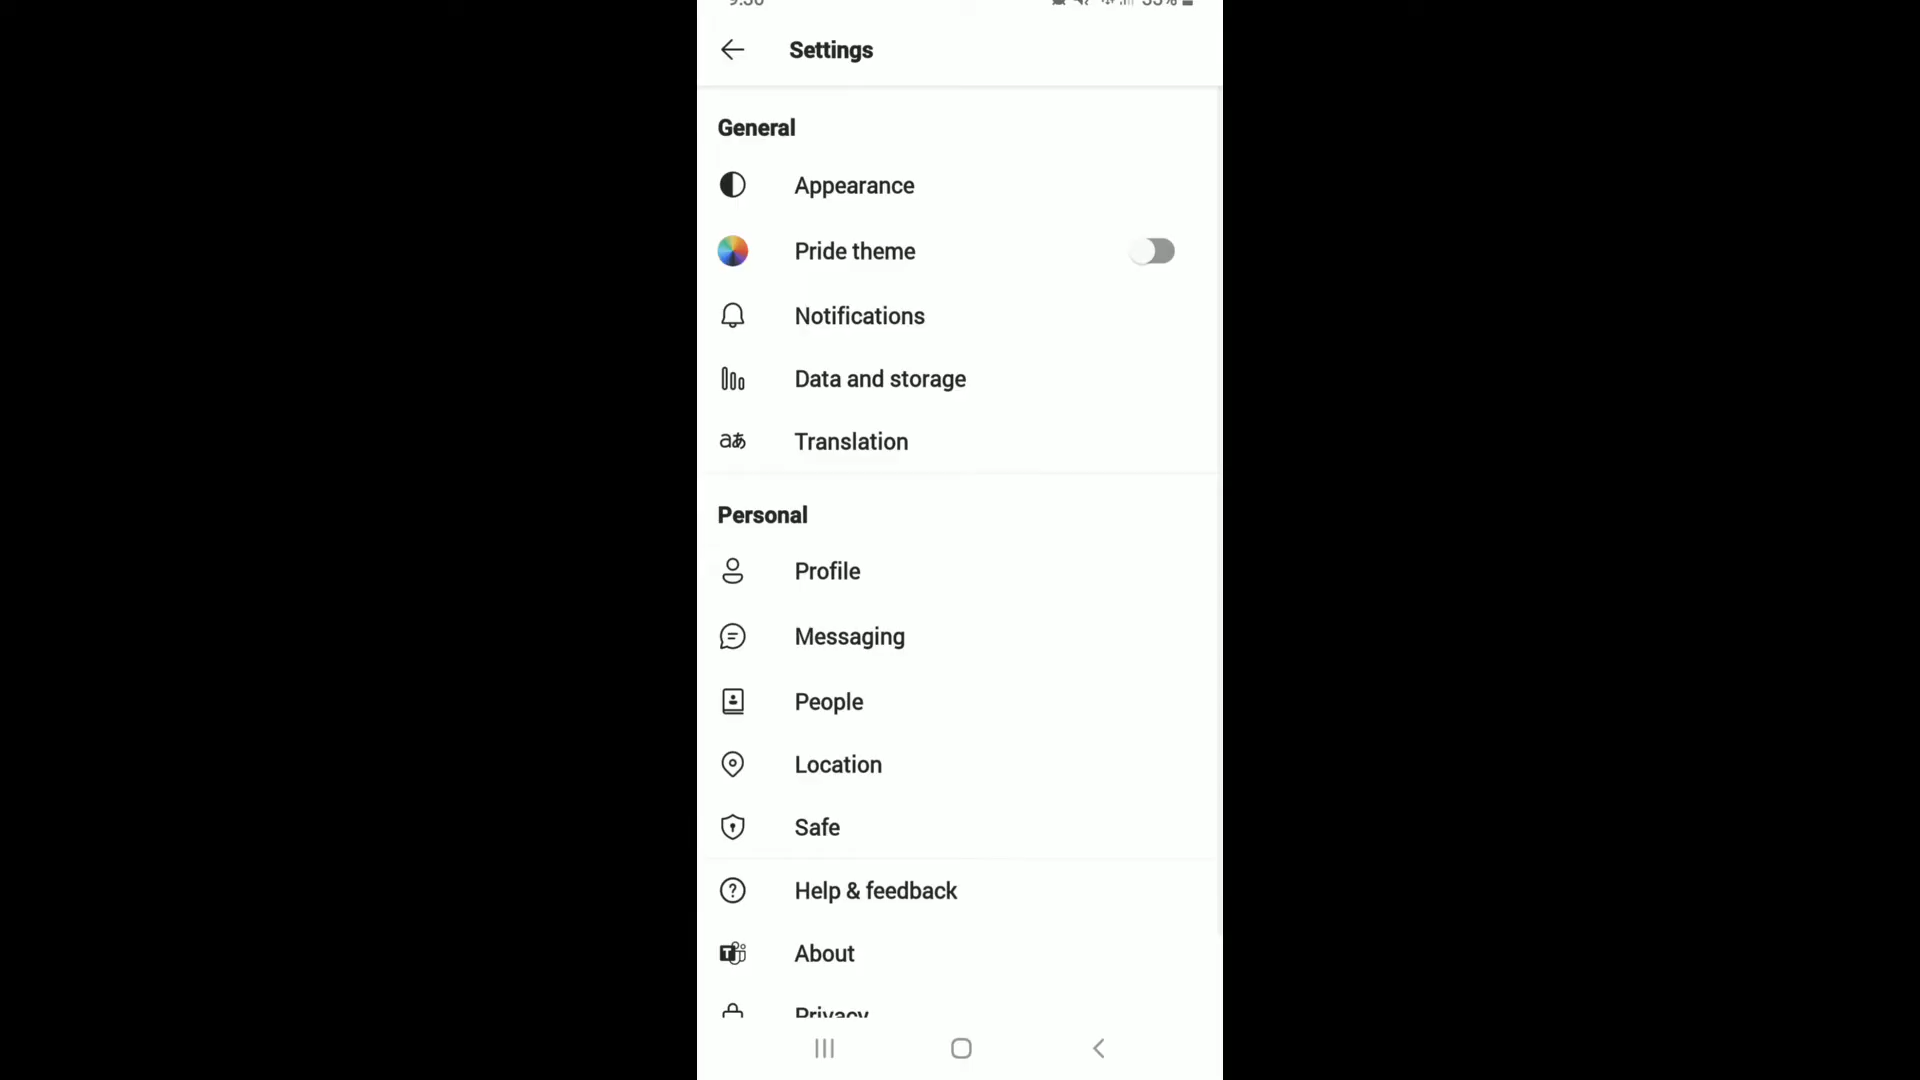 Settings
General
Appearance
Pride theme
Notifications
Data and storage
aあ Translation
Personal
Profile
Messaging
People
Location
Safe
Help & feedback
About
Privacy